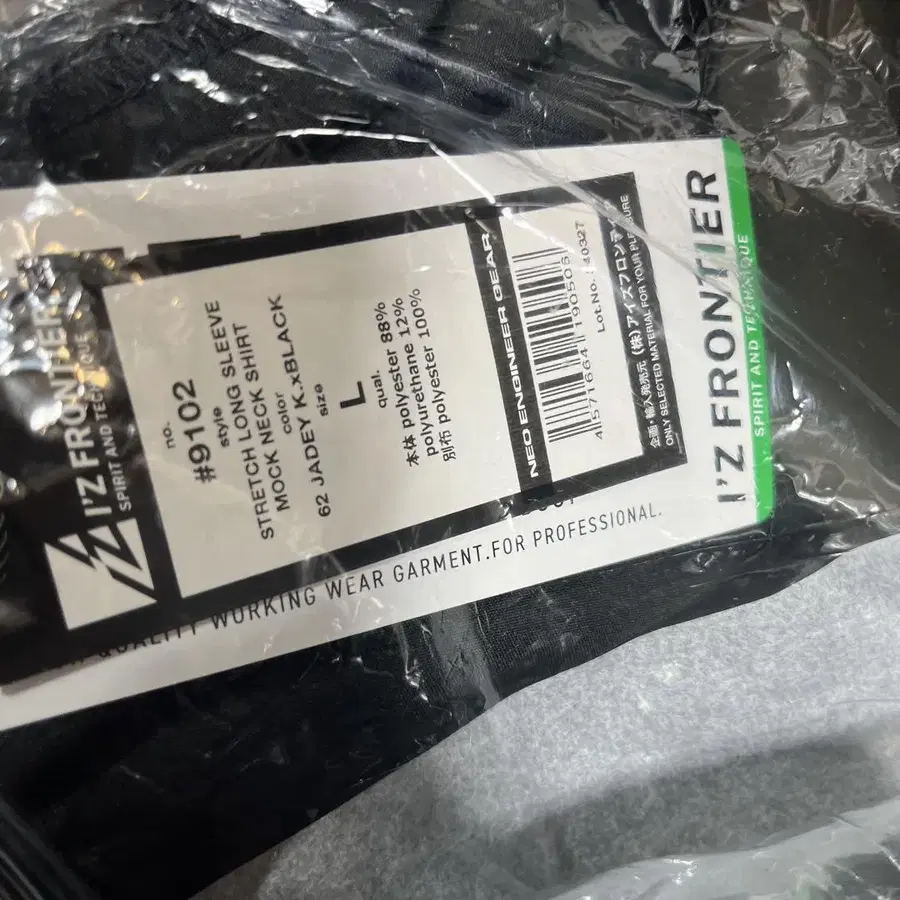 I'Z FRONTIER
SPIRIT AND TECHNIQUE
no.
#9102
style
STRETCH LONG SLEEVE
MOCK NECK SHIRT
color
62 JADEY K.xBLACK
size
L
qual.
本体 polyester 88%
polyurethane 12%
別布 polyester 100%
NEO ENGINEER GEAR
Lot.No.
企画・輸入発売元 (株)アイズフロンティア
ONLY SELECTED MATERIAL FOR YOUR PLEASURE
QUALITY WORKING WEAR GARMENT.FOR PROFESSIONAL.
I'Z FRONTIER
SPIRIT AND TECHNIQUE